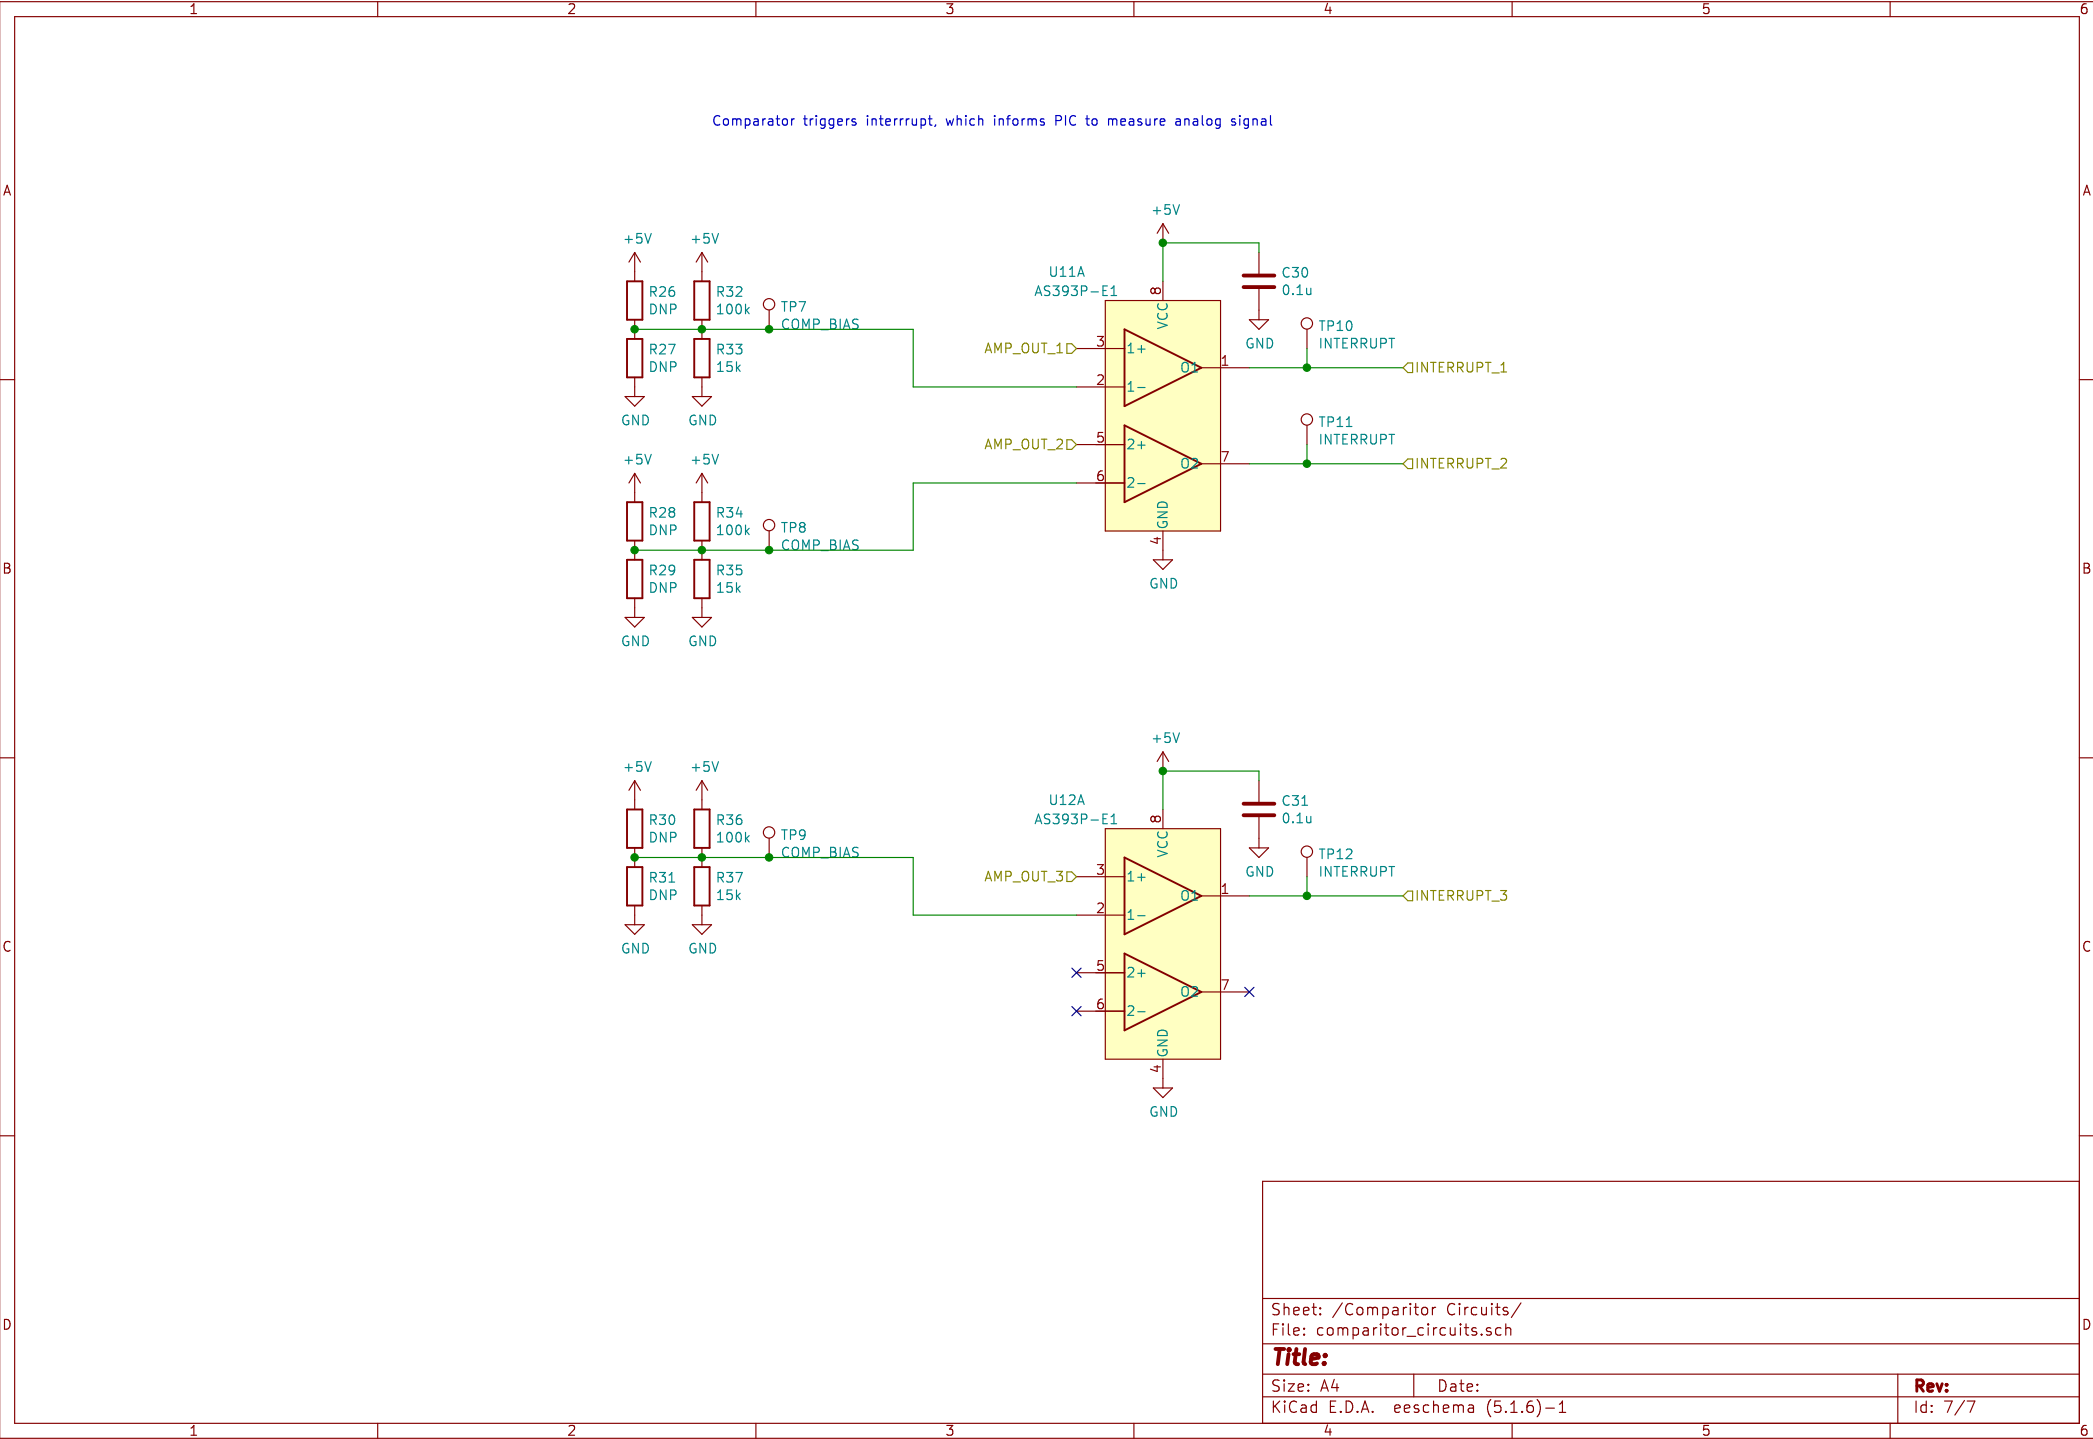 1 2 3 4 5 6
Comparator triggers interrrupt, which informs PIC to measure analog signal
A A
+5V
+5V +5V
U11A
AS393P-E1
C30
0.1u
R26
DNP
R32
100k
TP7
COMP_BIAS
8
VCC
GND
TP10
INTERRUPT
R27
DNP
R33
15k
AMP_OUT_1
3 1+
O1 1
INTERRUPT_1
2 1-
GND GND
TP11
INTERRUPT
AMP_OUT_2
5 2+
O2 7
INTERRUPT_2
6 2-
+5V +5V
R28
DNP
R34
100k
TP8
COMP_BIAS
GND
4
GND
B B
R29
DNP
R35
15k
GND GND
+5V
+5V +5V
U12A
AS393P-E1
C31
0.1u
R30
DNP
R36
100k
TP9
COMP_BIAS
8
VCC
GND
TP12
INTERRUPT
R31
DNP
R37
15k
AMP_OUT_3
3 1+
O1 1
INTERRUPT_3
2 1-
GND GND
C C
5 2+
O2 7
6 2-
GND
4
GND
D D
Sheet: /Comparitor Circuits/
File: comparitor_circuits.sch
Title:
Size: A4 Date: Rev:
KiCad E.D.A. eeschema (5.1.6)-1 Id: 7/7
1 2 3 4 5 6